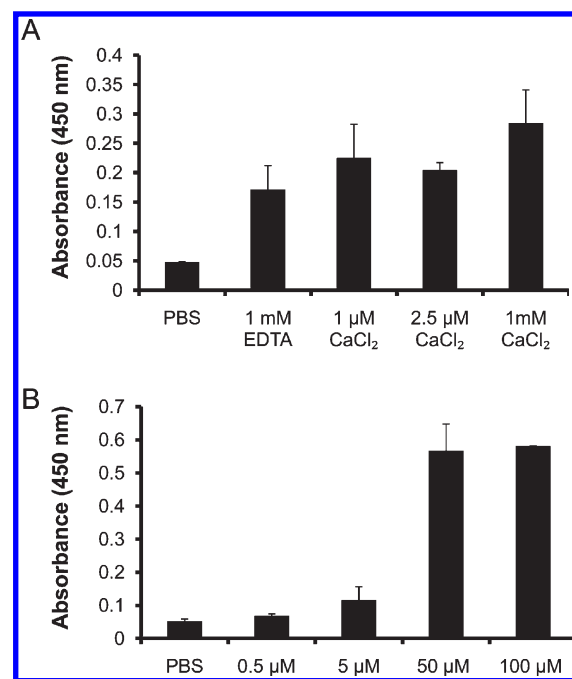 A
Absorbance (450 nm)
0.4
0.35
0.3
0.25
0.2
0.15
0.1
0.05
0
PBS
1 mM
EDTA
1 µM
CaCl₂
2.5 µM
CaCl₂
1mM
CaCl₂
B
Absorbance (450 nm)
0.7
0.6
0.5
0.4
0.3
0.2
0.1
0
PBS
0.5 µM
5 µM
50 µM
100 µM